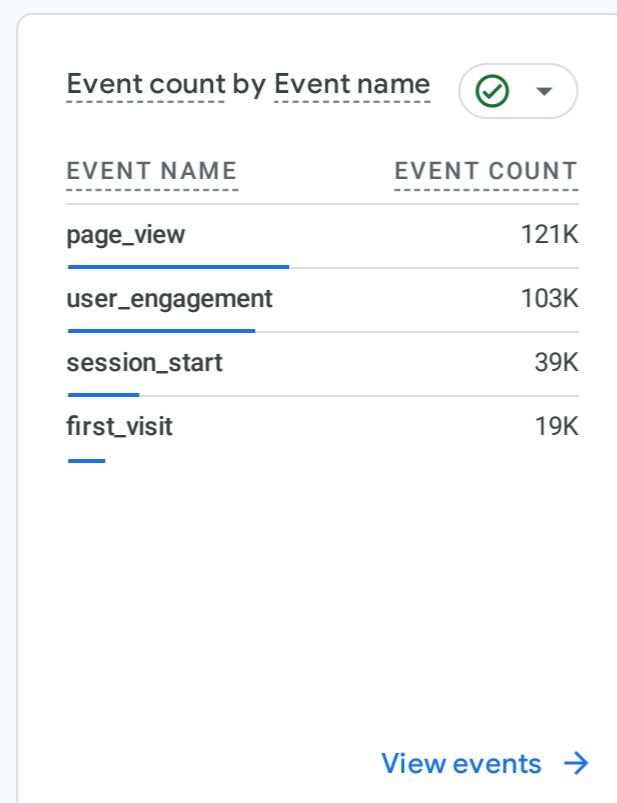 Event count by Event name
EVENT NAME EVENT COUNT
page_view 121K
user_engagement 103K
session_start 39K
first_visit 19K
View events